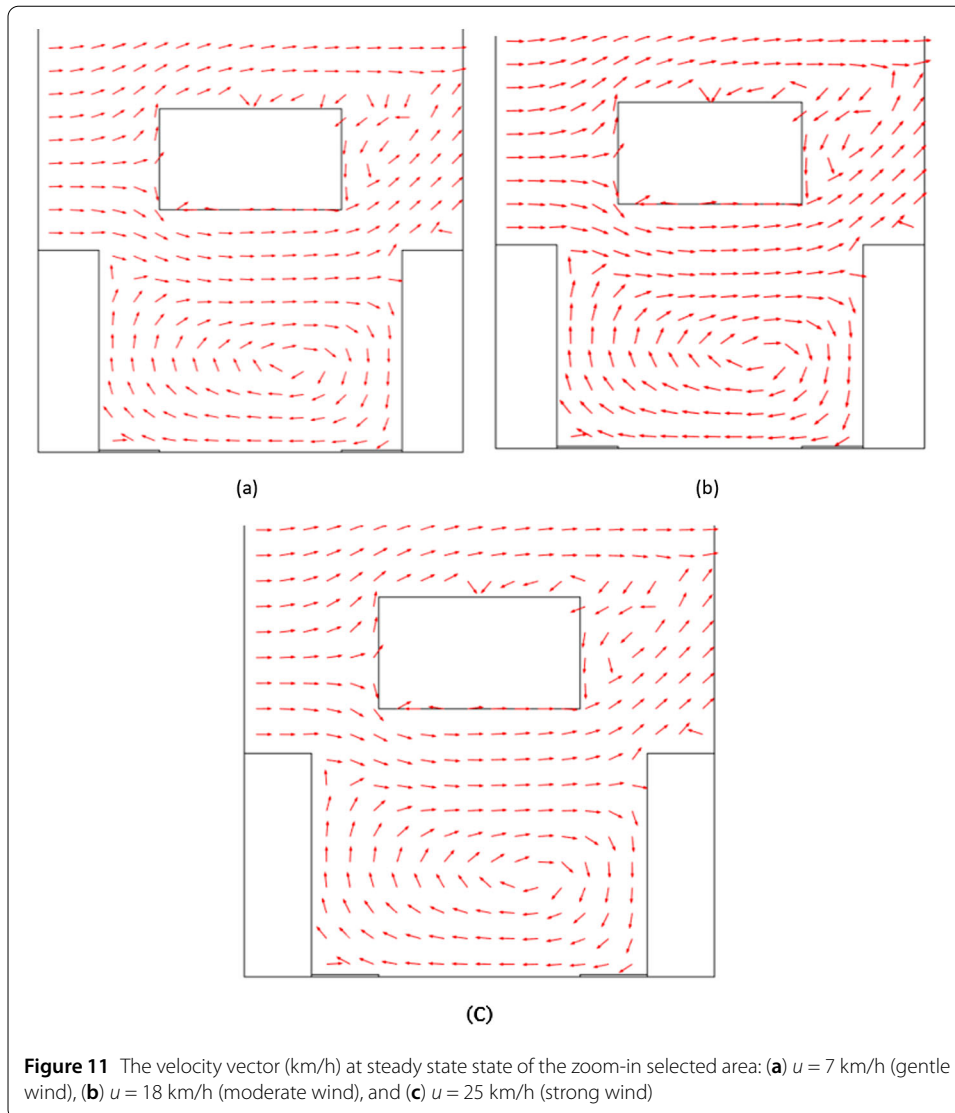 (a)
(b)
(C)
Figure 11 The velocity vector (km/h) at steady state state of the zoom-in selected area: (a) u = 7 km/h (gentle
wind), (b) u = 18 km/h (moderate wind), and (c) u = 25 km/h (strong wind)